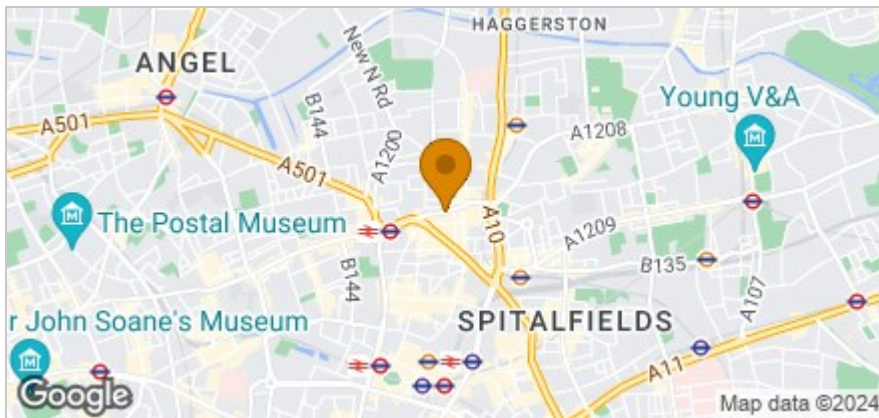 HAGGERSTON
ANGEL
New N Rd
Young V&A
B144
A501
A1208
A1200
A501
The Postal Museum
A10
A1209
B135
B144
A107
r John Soane's Museum
SPITALFIELDS
A11
Google
Map data ©2024